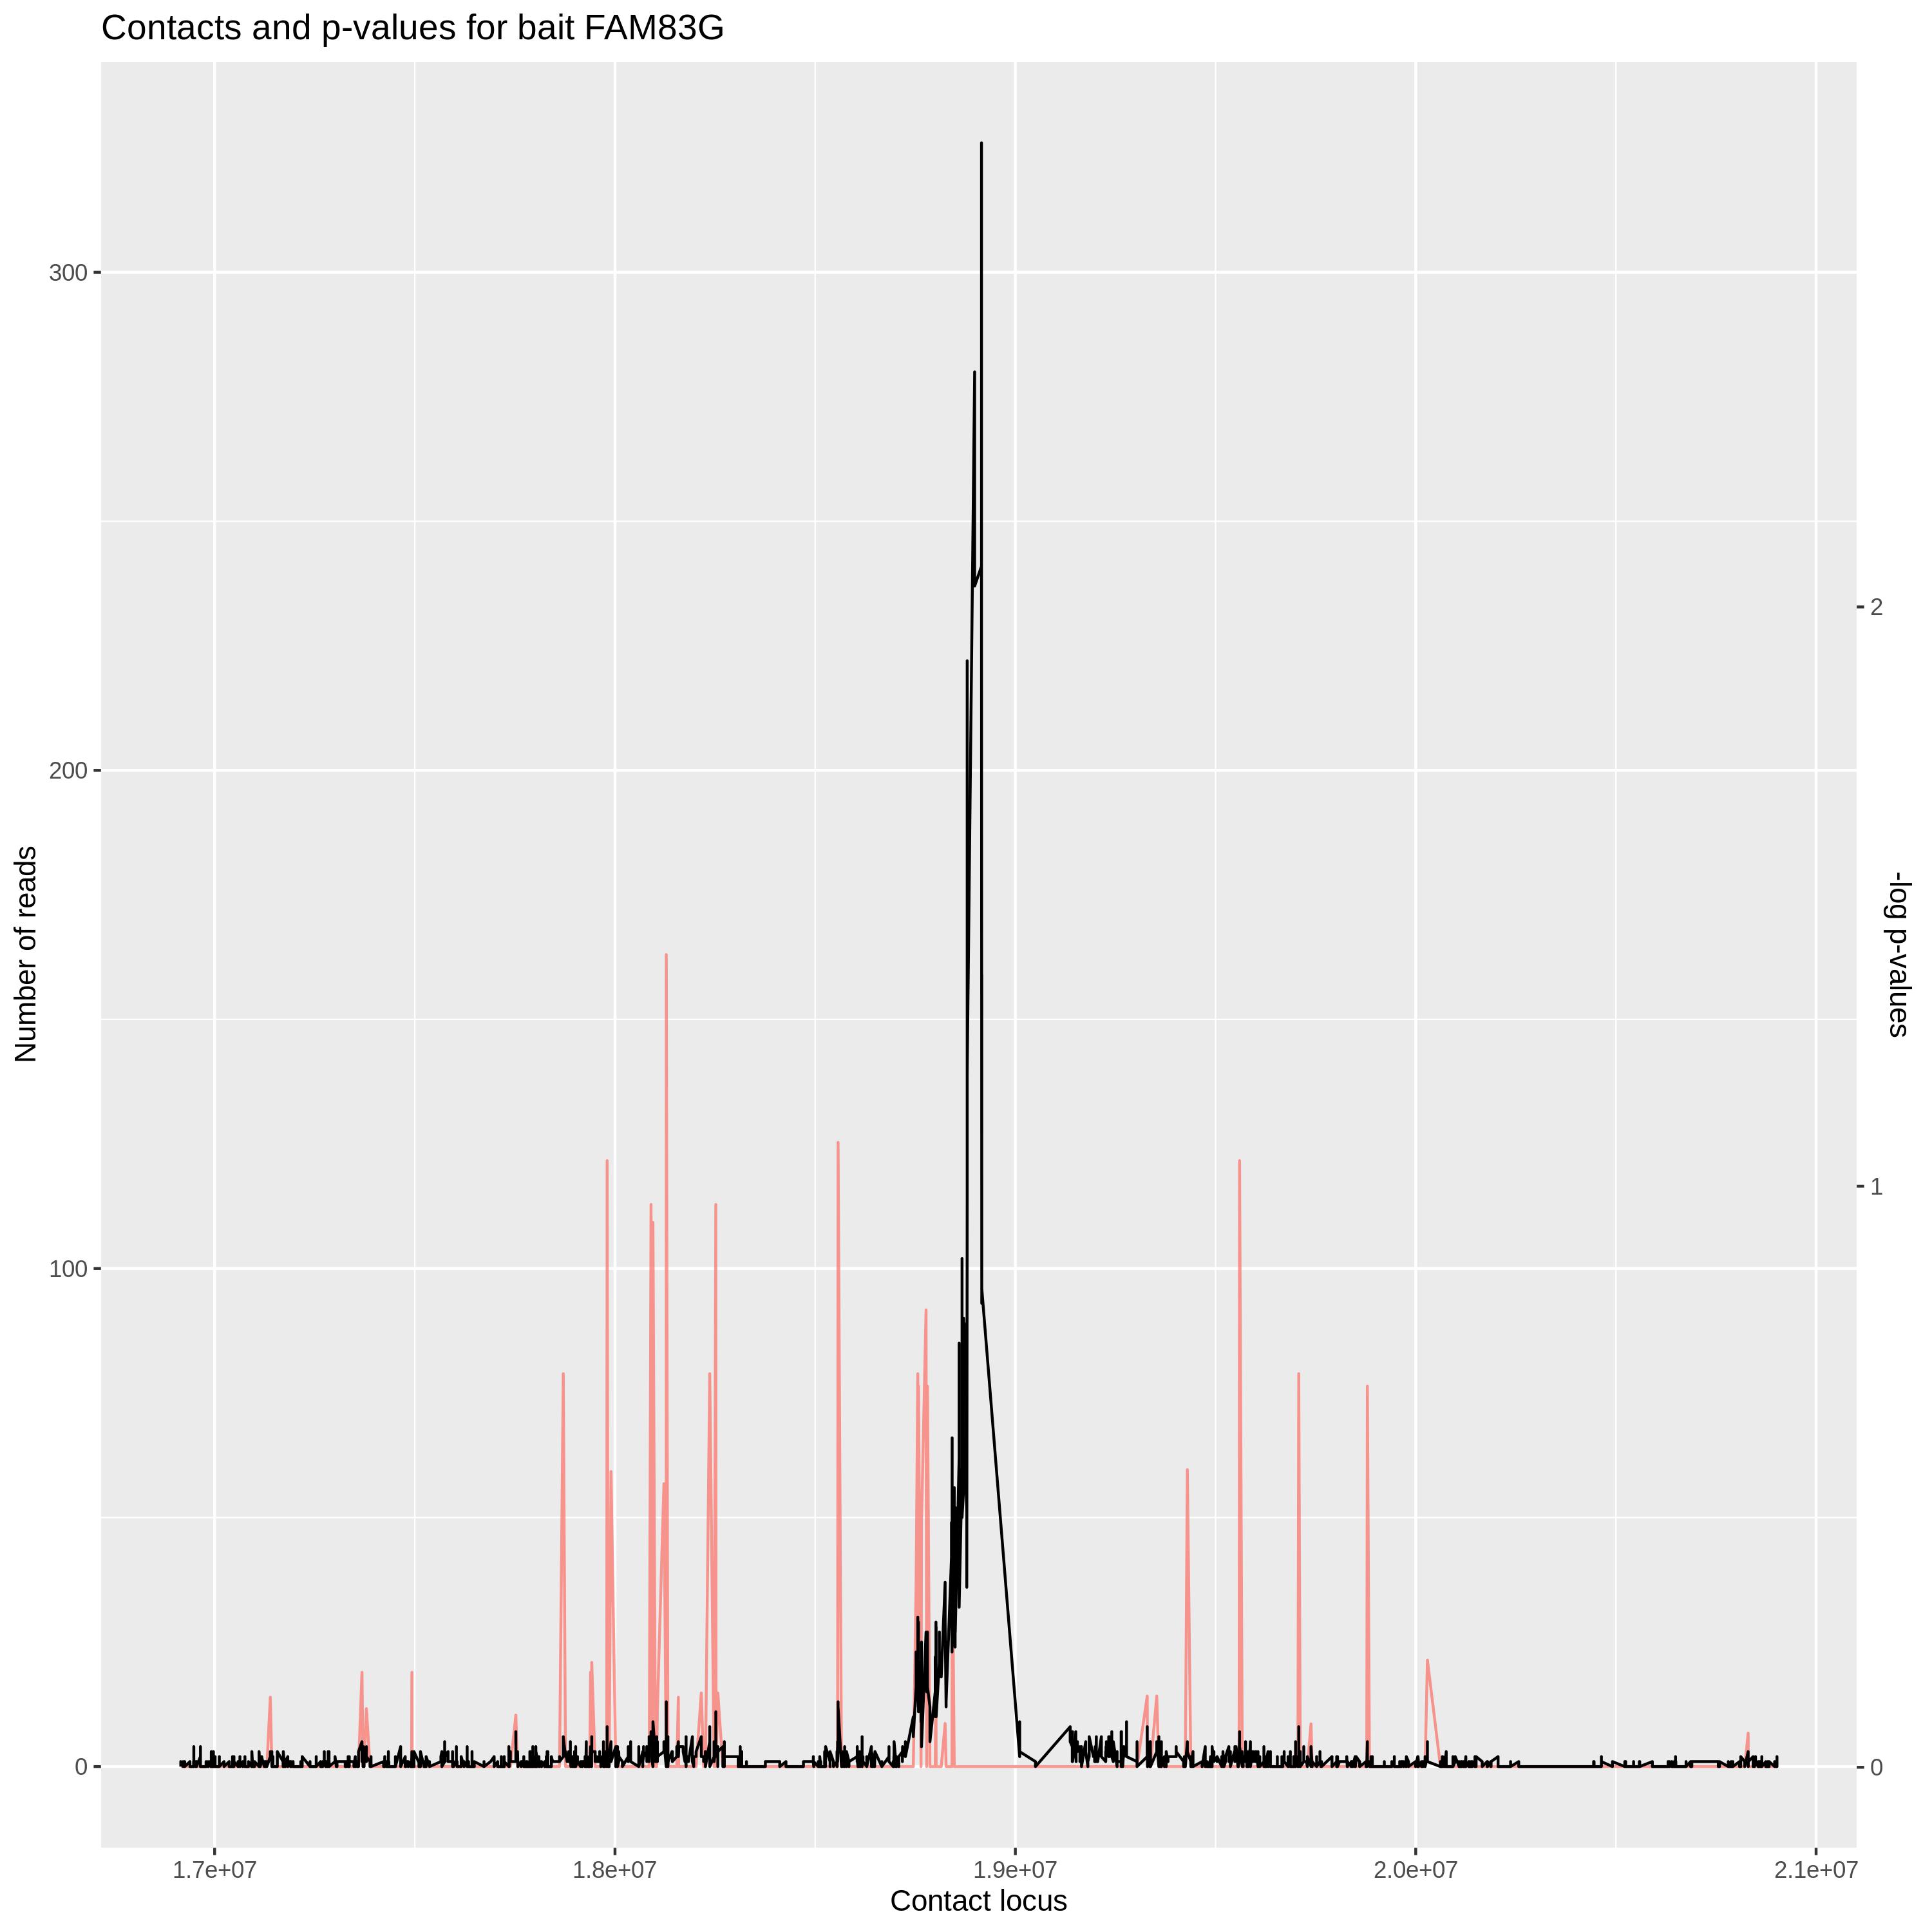 Contacts and p-values for bait FAM83G
300
200
100
0
Number of reads
2
1
0
-log p-values
1.7e+07
1.8e+07
1.9e+07
2.0e+07
2.1e+07
Contact locus